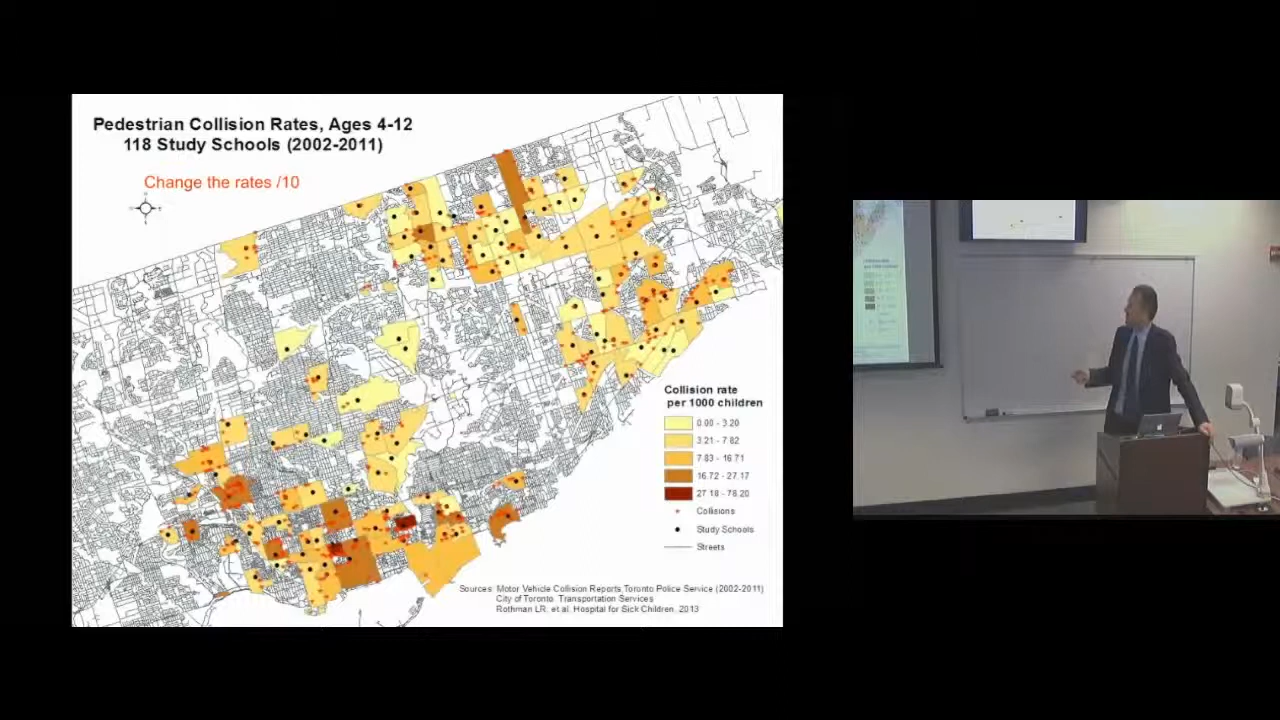 Pedestrian Collision Rates, Ages 4-12
118 Study Schools (2002-2011)
Change the rates /10
Collision rate
per 1000 children
0.00 - 3.20
3.21 - 7.82
7.83 - 16.71
16.72 - 27.17
27.18 - 78.20
Collisions
Study Schools
Streets
Sources: Motor Vehicle Collision Reports,Toronto Police Service (2002-2011)
City of Toronto, Transportation Services
Rothman LR; et al. Hospital for Sick Children, 2013